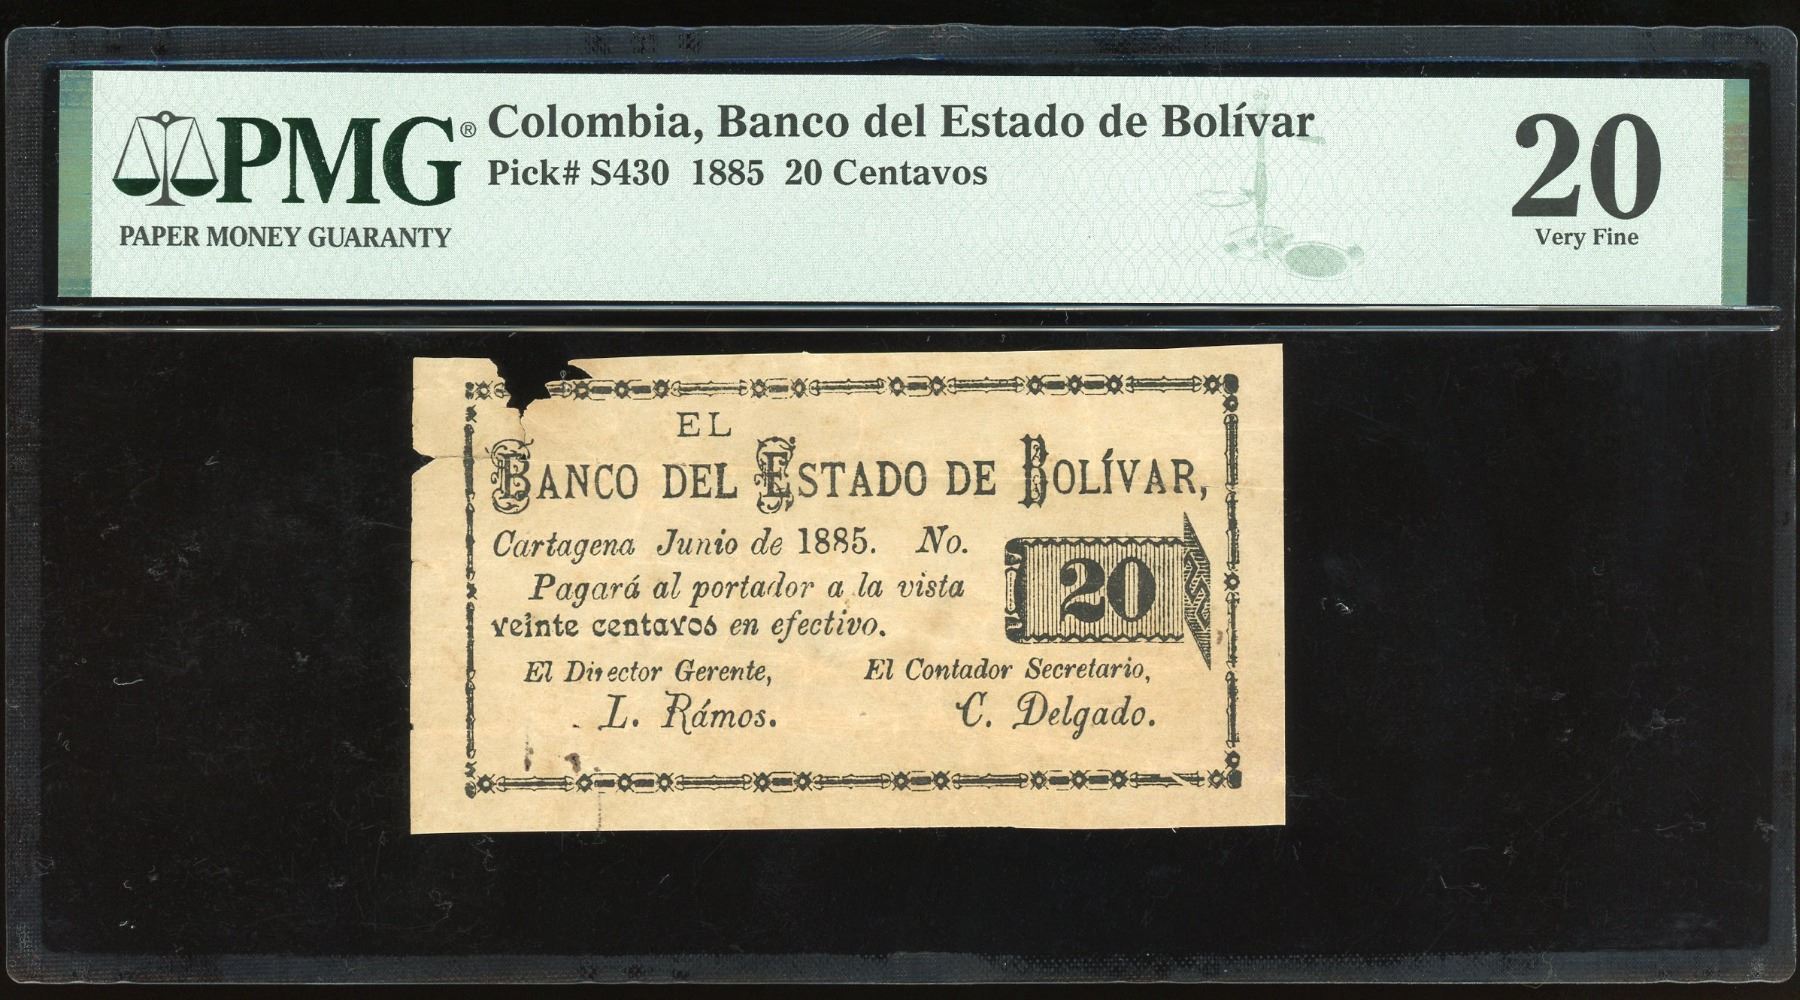 PMG® Colombia, Banco del Estado de Bolívar
Pick# S430 1885 20 Centavos
PAPER MONEY GUARANTY
20
Very Fine
EL
BANCO DEL ESTADO DE BOLÍVAR,
Cartagena Junio de 1885. No.
Pagará al portador a la vista
veinte centavos en efectivo.
20
El Director Gerente, El Contador Secretario,
L. Rámos. C. Delgado.